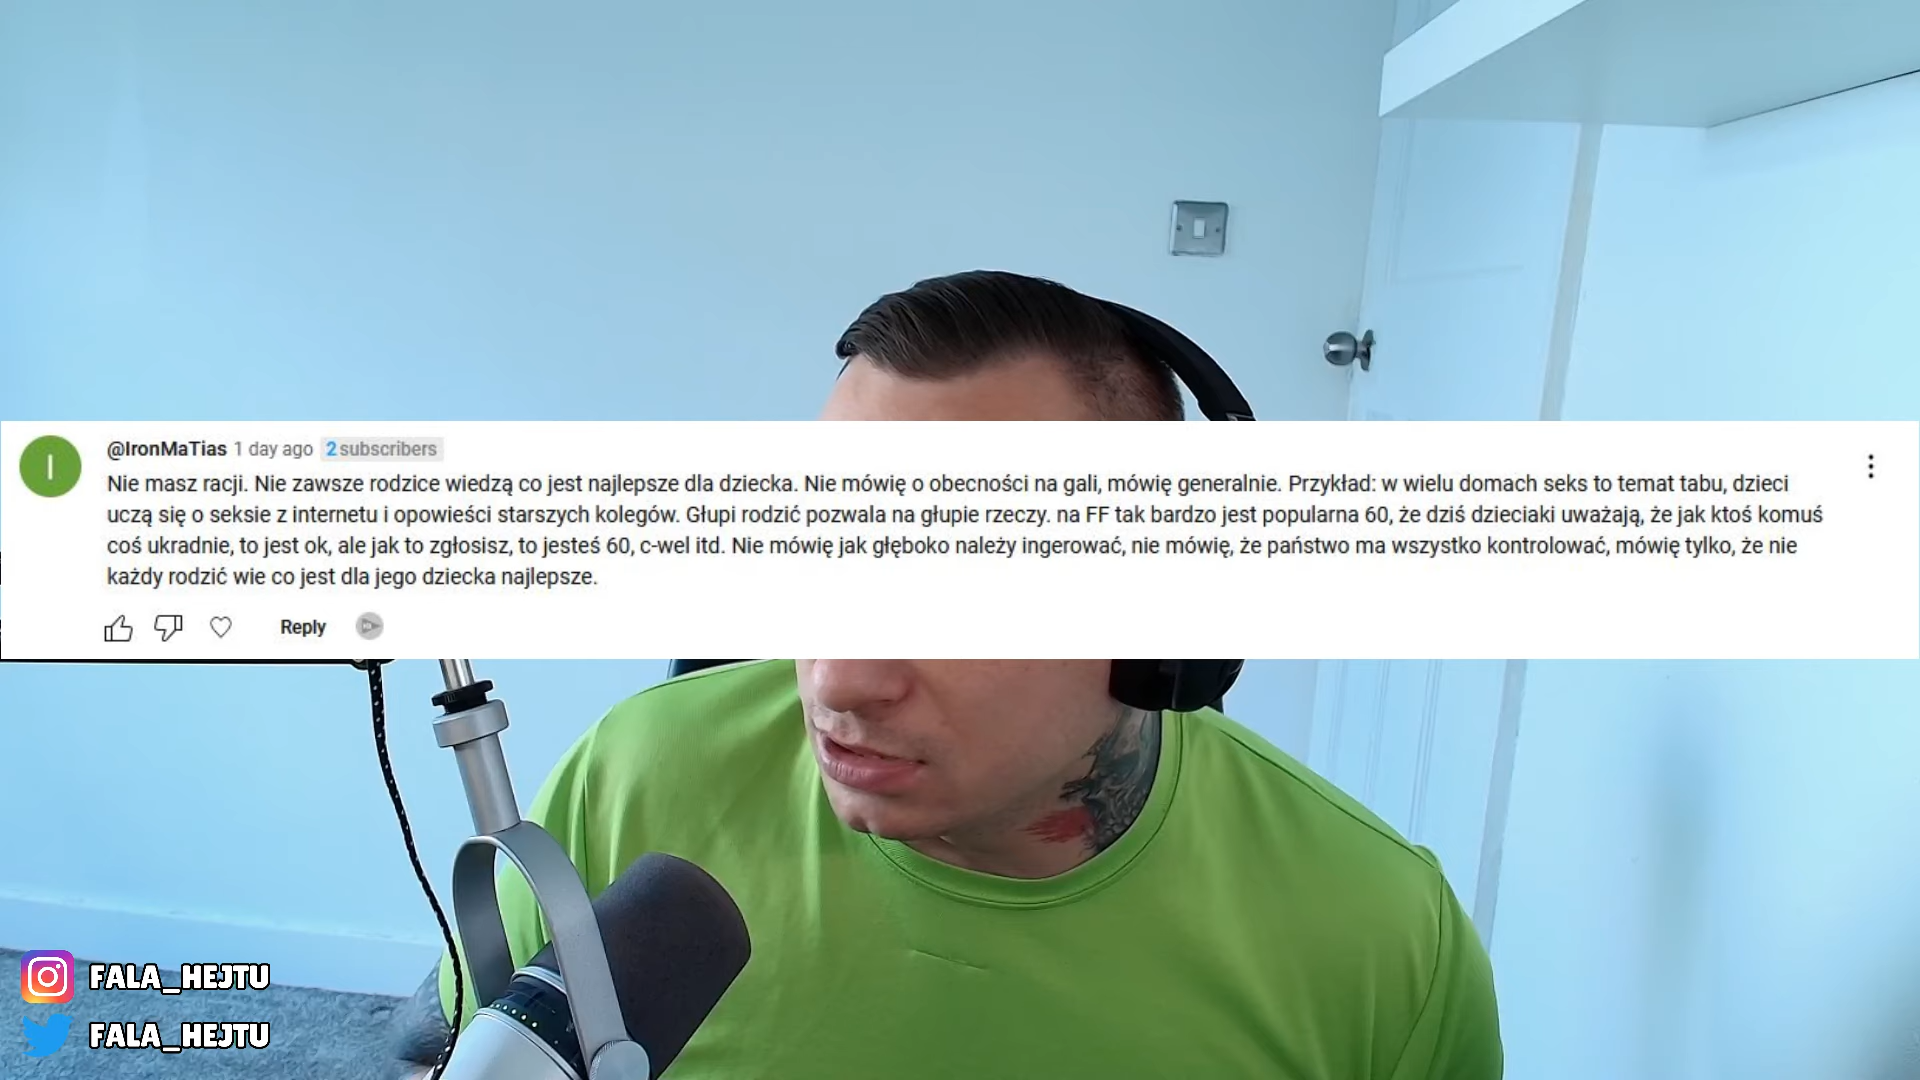 @IronMaTias 1 day ago 2 subscribers
Nie masz racji. Nie zawsze rodzice wiedzą co jest najlepsze dla dziecka. Nie mówię o obecności na gali, mówię generalnie. Przykład: w wielu domach seks to temat tabu, dzieci
uczą się o seksie z internetu i opowieści starszych kolegów. Głupi rodzić pozwala na głupie rzeczy. na FF tak bardzo jest popularna 60, że dziś dzieciaki uważają, że jak ktoś komuś
coś ukradnie, to jest ok, ale jak to zgłosisz, to jesteś 60, c-wel itd. Nie mówię jak głęboko należy ingerować, nie mówię, że państwo ma wszystko kontrolować, mówię tylko, że nie
każdy rodzić wie co jest dla jego dziecka najlepsze.
Reply
FALA_HEJTU
FALA_HEJTU